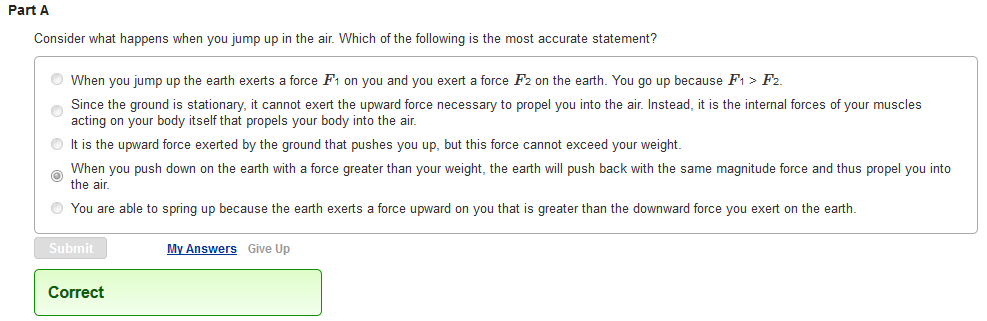 Part A
Consider what happens when you jump up in the air. Which of the following is the most accurate statement?
When you jump up the earth exerts a force F1 on you and you exert a force F2 on the earth. You go up because F1 > F2.
Since the ground is stationary, it cannot exert the upward force necessary to propel you into the air. Instead, it is the internal forces of your muscles
acting on your body itself that propels your body into the air.
It is the upward force exerted by the ground that pushes you up, but this force cannot exceed your weight.
When you push down on the earth with a force greater than your weight, the earth will push back with the same magnitude force and thus propel you into
the air.
You are able to spring up because the earth exerts a force upward on you that is greater than the downward force you exert on the earth.
Submit My Answers Give Up
Correct